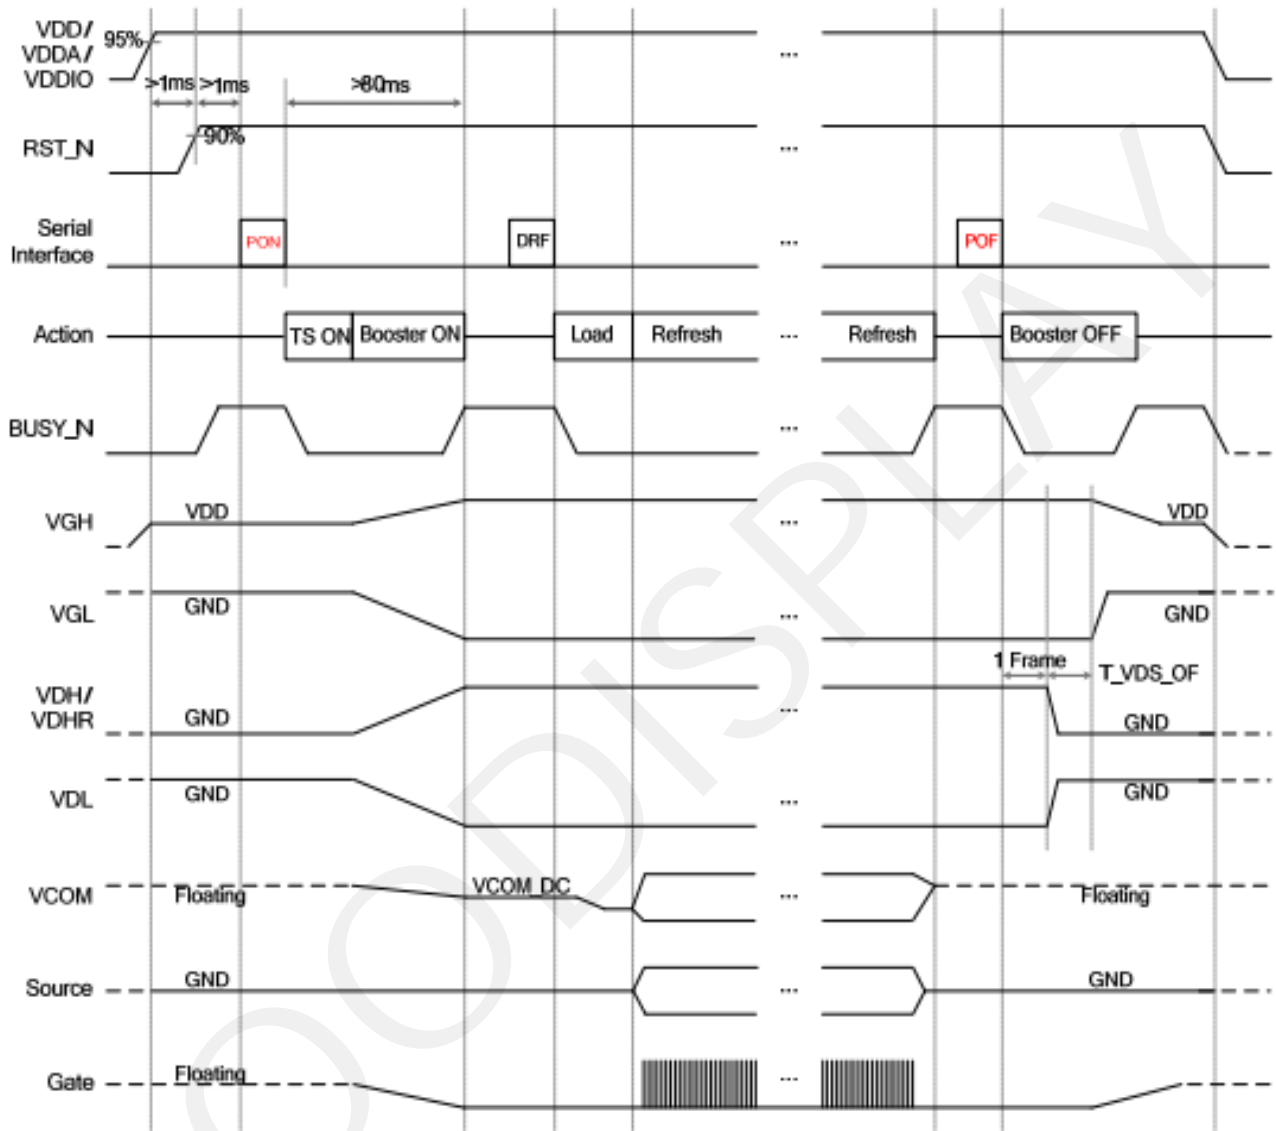 VDD/
VDDA/
VDDIO
95%
>1ms >1ms
>80ms
...
RST_N
90%
...
Serial
Interface
PON
DRF
...
POF
Action
TS ON
Booster ON
Load
Refresh
...
Refresh
Booster OFF
BUSY_N
...
VGH
VDD
...
VDD
VGL
GND
...
GND
1 Frame
T_VDS_OF
VDH/
VDHR
GND
...
GND
VDL
GND
...
GND
VCOM
Floating
VCOM_DC
...
Floating
Source
GND
...
GND
Gate
Floating
...
OODISPLAY